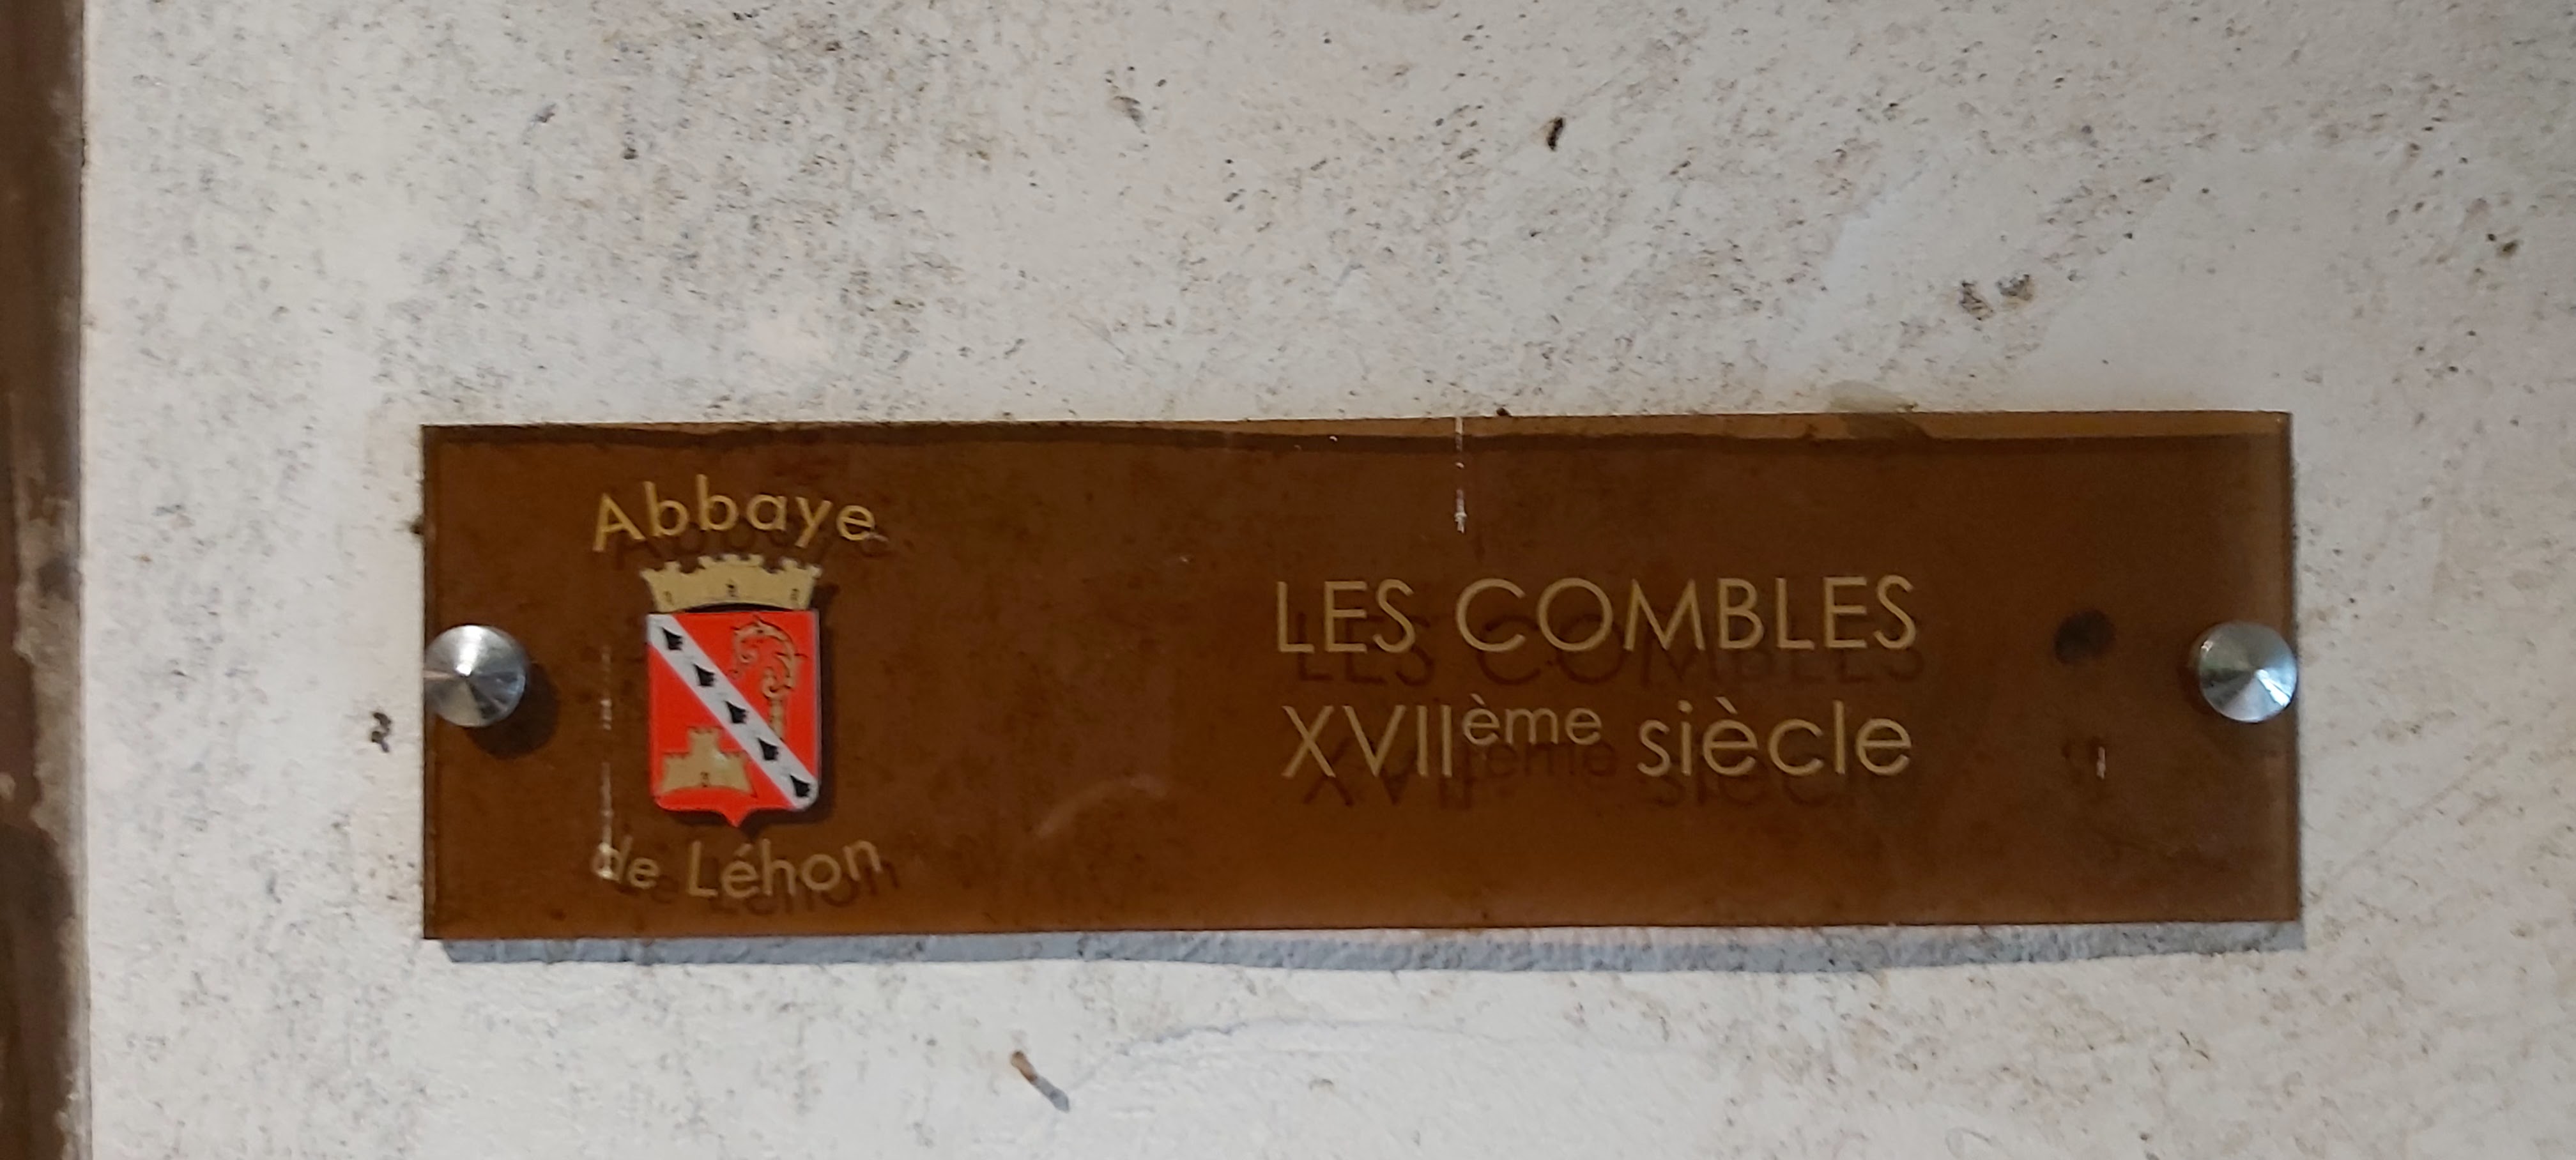 Abbaye
de Léhon
LES COMBLES
XVIIème siècle